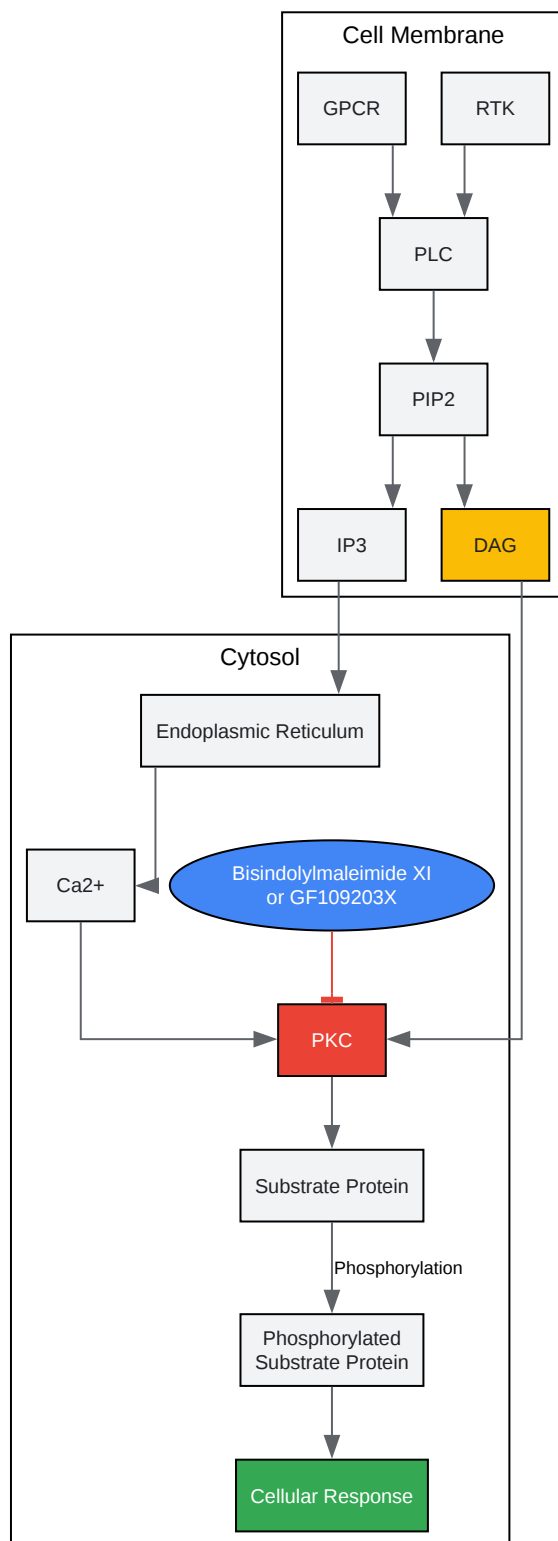 Cell Membrane
GPCR
RTK
PLC
PIP2
IP3
DAG
Cytosol
Endoplasmic Reticulum
Ca2+
Bisindolylmaleimide XI
or GF109203X
PKC
Substrate Protein
Phosphorylation
Phosphorylated
Substrate Protein
Cellular Response